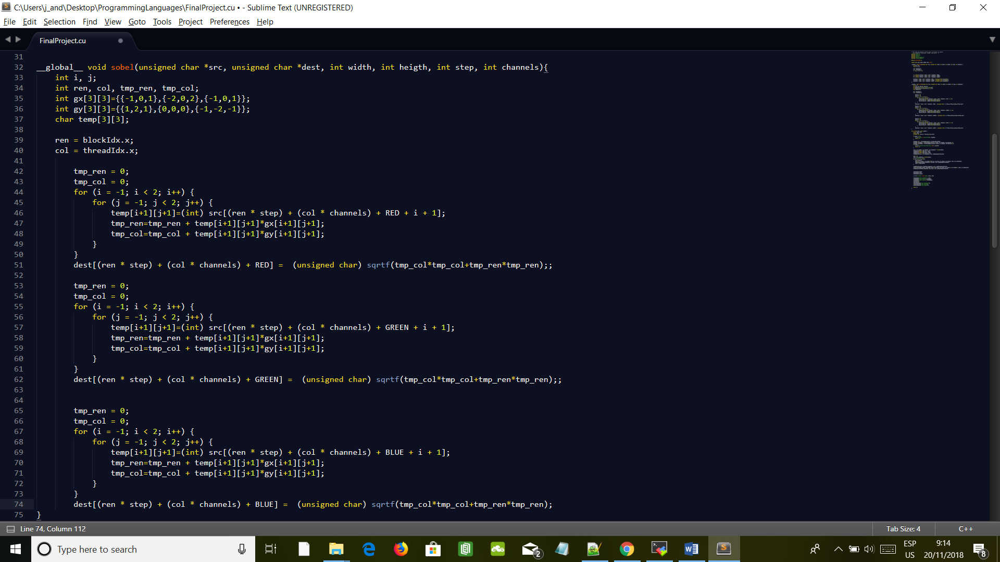 C:\Users\j_and\Desktop\ProgrammingLanguages\FinalProject.cu • - Sublime Text (UNREGISTERED)
File Edit Selection Find View Goto Tools Project Preferences Help
FinalProject.cu
31
32 __global__ void sobel(unsigned char *src, unsigned char *dest, int width, int heigth, int step, int channels){
33 int i, j;
34 int ren, col, tmp_ren, tmp_col;
35 int gx[3][3]={{-1,0,1},{-2,0,2},{-1,0,1}};
36 int gy[3][3]={{1,2,1},{0,0,0},{-1,-2,-1}};
37 char temp[3][3];
38
39 ren = blockIdx.x;
40 col = threadIdx.x;
41
42 tmp_ren = 0;
43 tmp_col = 0;
44 for (i = -1; i < 2; i++) {
45 for (j = -1; j < 2; j++) {
46 temp[i+1][j+1]=(int) src[(ren * step) + (col * channels) + RED + i + 1];
47 tmp_ren=tmp_ren + temp[i+1][j+1]*gx[i+1][j+1];
48 tmp_col=tmp_col + temp[i+1][j+1]*gy[i+1][j+1];
49 }
50 }
51 dest[(ren * step) + (col * channels) + RED] =  (unsigned char) sqrtf(tmp_col*tmp_col+tmp_ren*tmp_ren);;
52
53 tmp_ren = 0;
54 tmp_col = 0;
55 for (i = -1; i < 2; i++) {
56 for (j = -1; j < 2; j++) {
57 temp[i+1][j+1]=(int) src[(ren * step) + (col * channels) + GREEN + i + 1];
58 tmp_ren=tmp_ren + temp[i+1][j+1]*gx[i+1][j+1];
59 tmp_col=tmp_col + temp[i+1][j+1]*gy[i+1][j+1];
60 }
61 }
62 dest[(ren * step) + (col * channels) + GREEN] =  (unsigned char) sqrtf(tmp_col*tmp_col+tmp_ren*tmp_ren);;
63
64
65 tmp_ren = 0;
66 tmp_col = 0;
67 for (i = -1; i < 2; i++) {
68 for (j = -1; j < 2; j++) {
69 temp[i+1][j+1]=(int) src[(ren * step) + (col * channels) + BLUE + i + 1];
70 tmp_ren=tmp_ren + temp[i+1][j+1]*gx[i+1][j+1];
71 tmp_col=tmp_col + temp[i+1][j+1]*gy[i+1][j+1];
72 }
73 }
74 dest[(ren * step) + (col * channels) + BLUE] =  (unsigned char) sqrtf(tmp_col*tmp_col+tmp_ren*tmp_ren);
75 }
Line 74, Column 112 Tab Size: 4 C++
Type here to search 2 ESP 9:14
US 20/11/2018 8